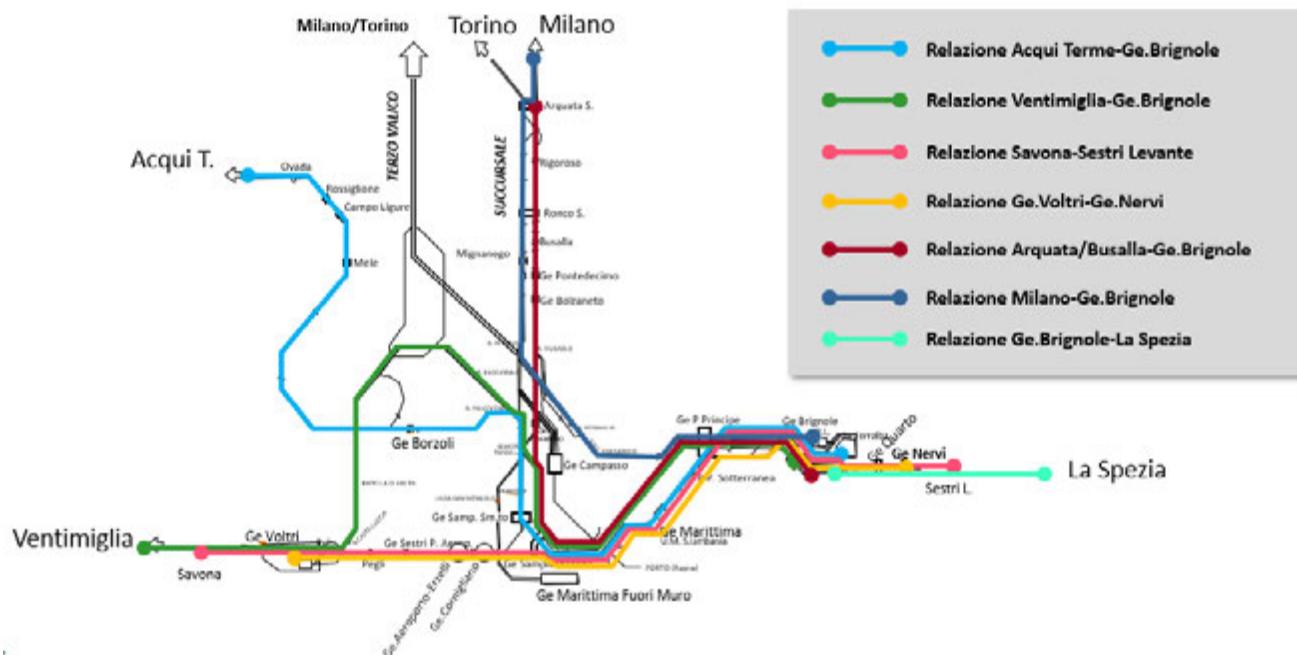 Milano/Torino
Torino
Milano
Relazione Acqui Terme-Ge.Brignole
Relazione Ventimiglia-Ge.Brignole
Relazione Savona-Sestri Levante
Relazione Ge.Voltri-Ge.Nervi
Relazione Arquata/Busalla-Ge.Brignole
Relazione Milano-Ge.Brignole
Relazione Ge.Brignole-La Spezia
Arquata S.
TERZO VALICO
SUCCURSALE
Acqui T.
Ovada
Rigoroso
Rossiglione
Campo Ligure
Ronco S.
Busalla
Mignanego
Mele
Ge Pontedecimo
Ge Bolzaneto
Ge P Principe
Ge Brignole
Ge Quarto
Ge Borzoli
Ge Campasso
Ge Nervi
La Spezia
Sotterranea
Sestri L.
Ge Samp.
Ge Marittima
Ventimiglia
Ge Voltri
Ge Sestri P.
Savona
Pegli
Ge.Aeroporto-Erzelli
Ge.Cornigliano
Ge Marittima Fuori Muro